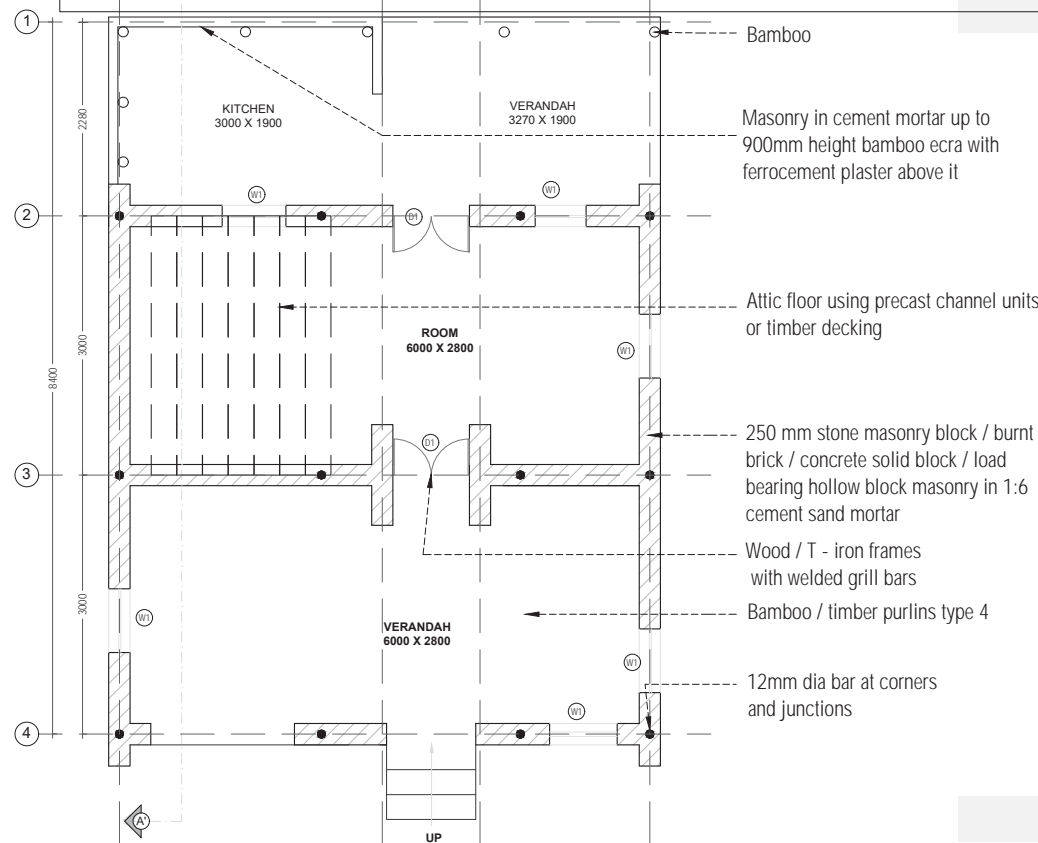 1
Bamboo
KITCHEN
3000 X 1900
VERANDAH
3270 X 1900
2280
Masonry in cement mortar up to
900mm height bamboo ecra with
ferrocement plaster above it
W1
W1
2
D1
Attic floor using precast channel units
or timber decking
ROOM
6000 X 2800
W1
3000
8400
D1
250 mm stone masonry block / burnt
brick / concrete solid block / load
bearing hollow block masonry in 1:6
cement sand mortar
3
Wood / T - iron frames
with welded grill bars
3000
W1
Bamboo / timber purlins type 4
VERANDAH
6000 X 2800
W1
12mm dia bar at corners
and junctions
W1
4
A'
UP